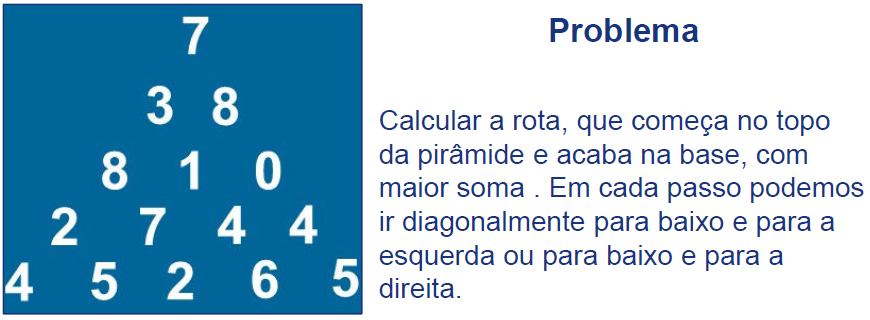 7
3 8
8 1 0
2 7 4 4
4 5 2 6 5
Problema
Calcular a rota, que começa no topo
da pirâmide e acaba na base, com
maior soma . Em cada passo podemos
ir diagonalmente para baixo e para a
esquerda ou para baixo e para a
direita.